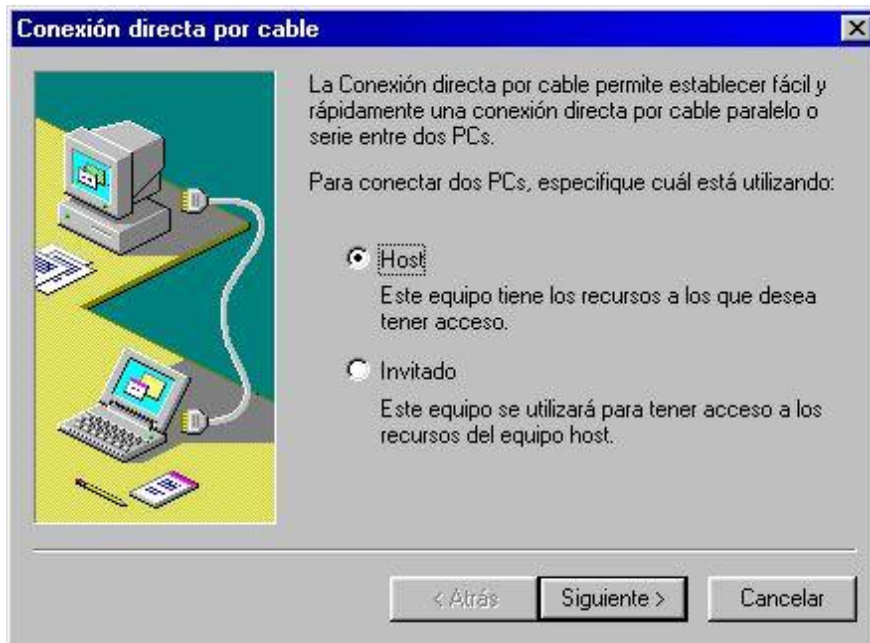 Conexión directa por cable
La Conexión directa por cable permite establecer fácil y
rápidamente una conexión directa por cable paralelo o
serie entre dos PCs.
Para conectar dos PCs, especifique cuál está utilizando:
Host
Este equipo tiene los recursos a los que desea
tener acceso.
Invitado
Este equipo se utilizará para tener acceso a los
recursos del equipo host.
< Atrás
Siguiente >
Cancelar